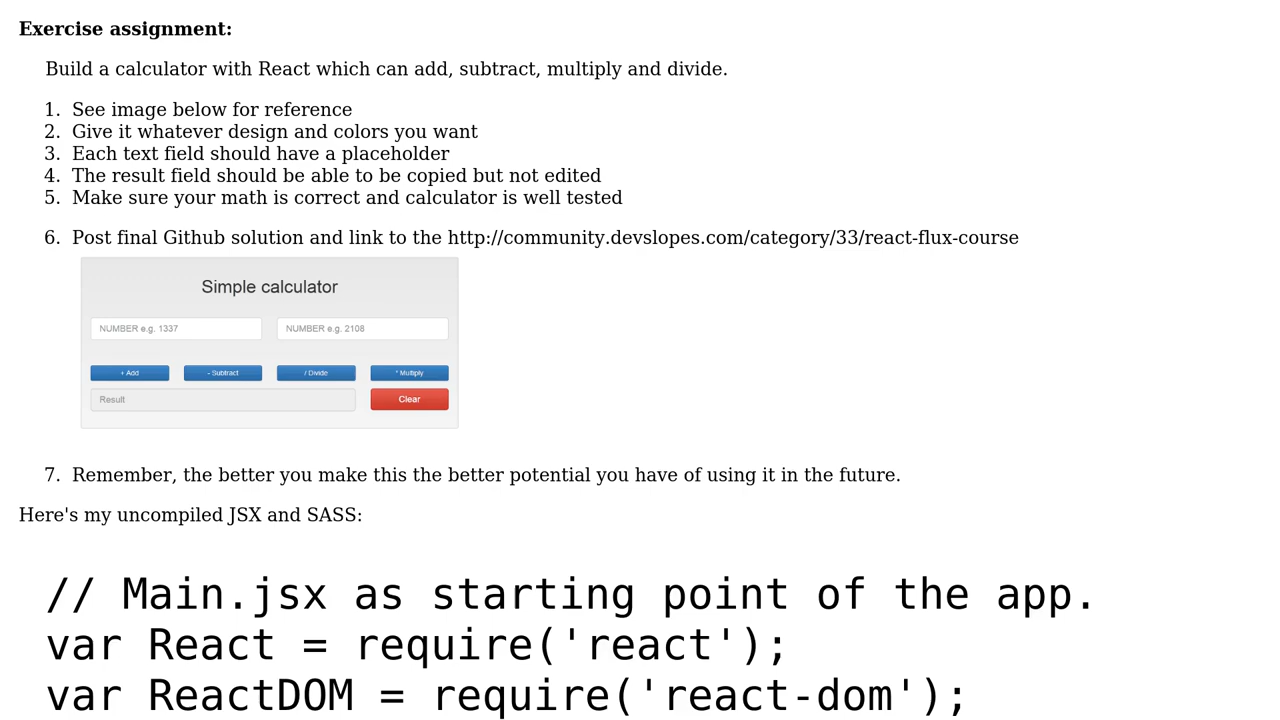 Exercise assignment:
Build a calculator with React which can add, subtract, multiply and divide.
1. See image below for reference
2. Give it whatever design and colors you want
3. Each text field should have a placeholder
4. The result field should be able to be copied but not edited
5. Make sure your math is correct and calculator is well tested
6. Post final Github solution and link to the http://community.devslopes.com/category/33/react-flux-course
Simple calculator
NUMBER e.g. 1337 NUMBER e.g. 2108
+ Add - Subtract / Divide * Multiply
Result Clear
7. Remember, the better you make this the better potential you have of using it in the future.
Here's my uncompiled JSX and SASS:
// Main.jsx as starting point of the app.
var React = require('react');
var ReactDOM = require('react-dom');